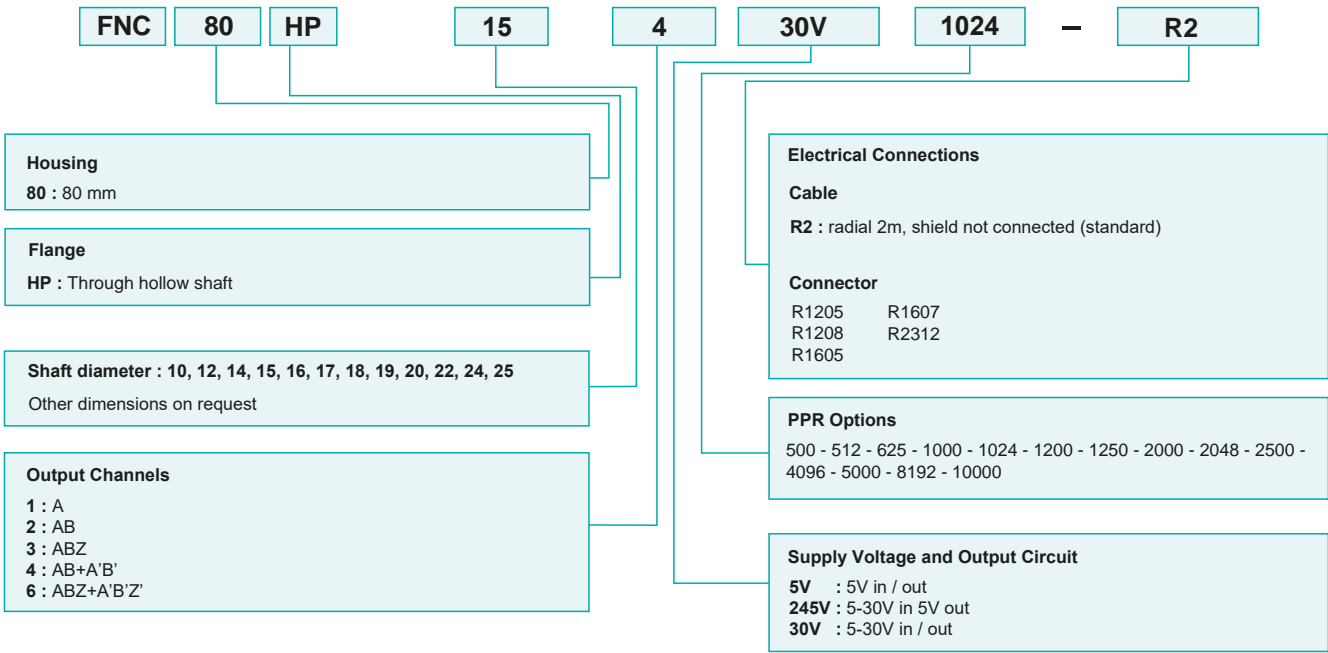 FNC 80 HP 15 4 30V 1024 – R2
Housing
80 : 80 mm
Flange
HP : Through hollow shaft
Shaft diameter : 10, 12, 14, 15, 16, 17, 18, 19, 20, 22, 24, 25
Other dimensions on request
Output Channels
1 : A
2 : AB
3 : ABZ
4 : AB+A’B’
6 : ABZ+A’B’Z’
Electrical Connections
Cable
R2 : radial 2m, shield not connected (standard)
Connector
R1205 R1607
R1208 R2312
R1605
PPR Options
500 - 512 - 625 - 1000 - 1024 - 1200 - 1250 - 2000 - 2048 - 2500 -
4096 - 5000 - 8192 - 10000
Supply Voltage and Output Circuit
5V : 5V in / out
245V : 5-30V in 5V out
30V : 5-30V in / out